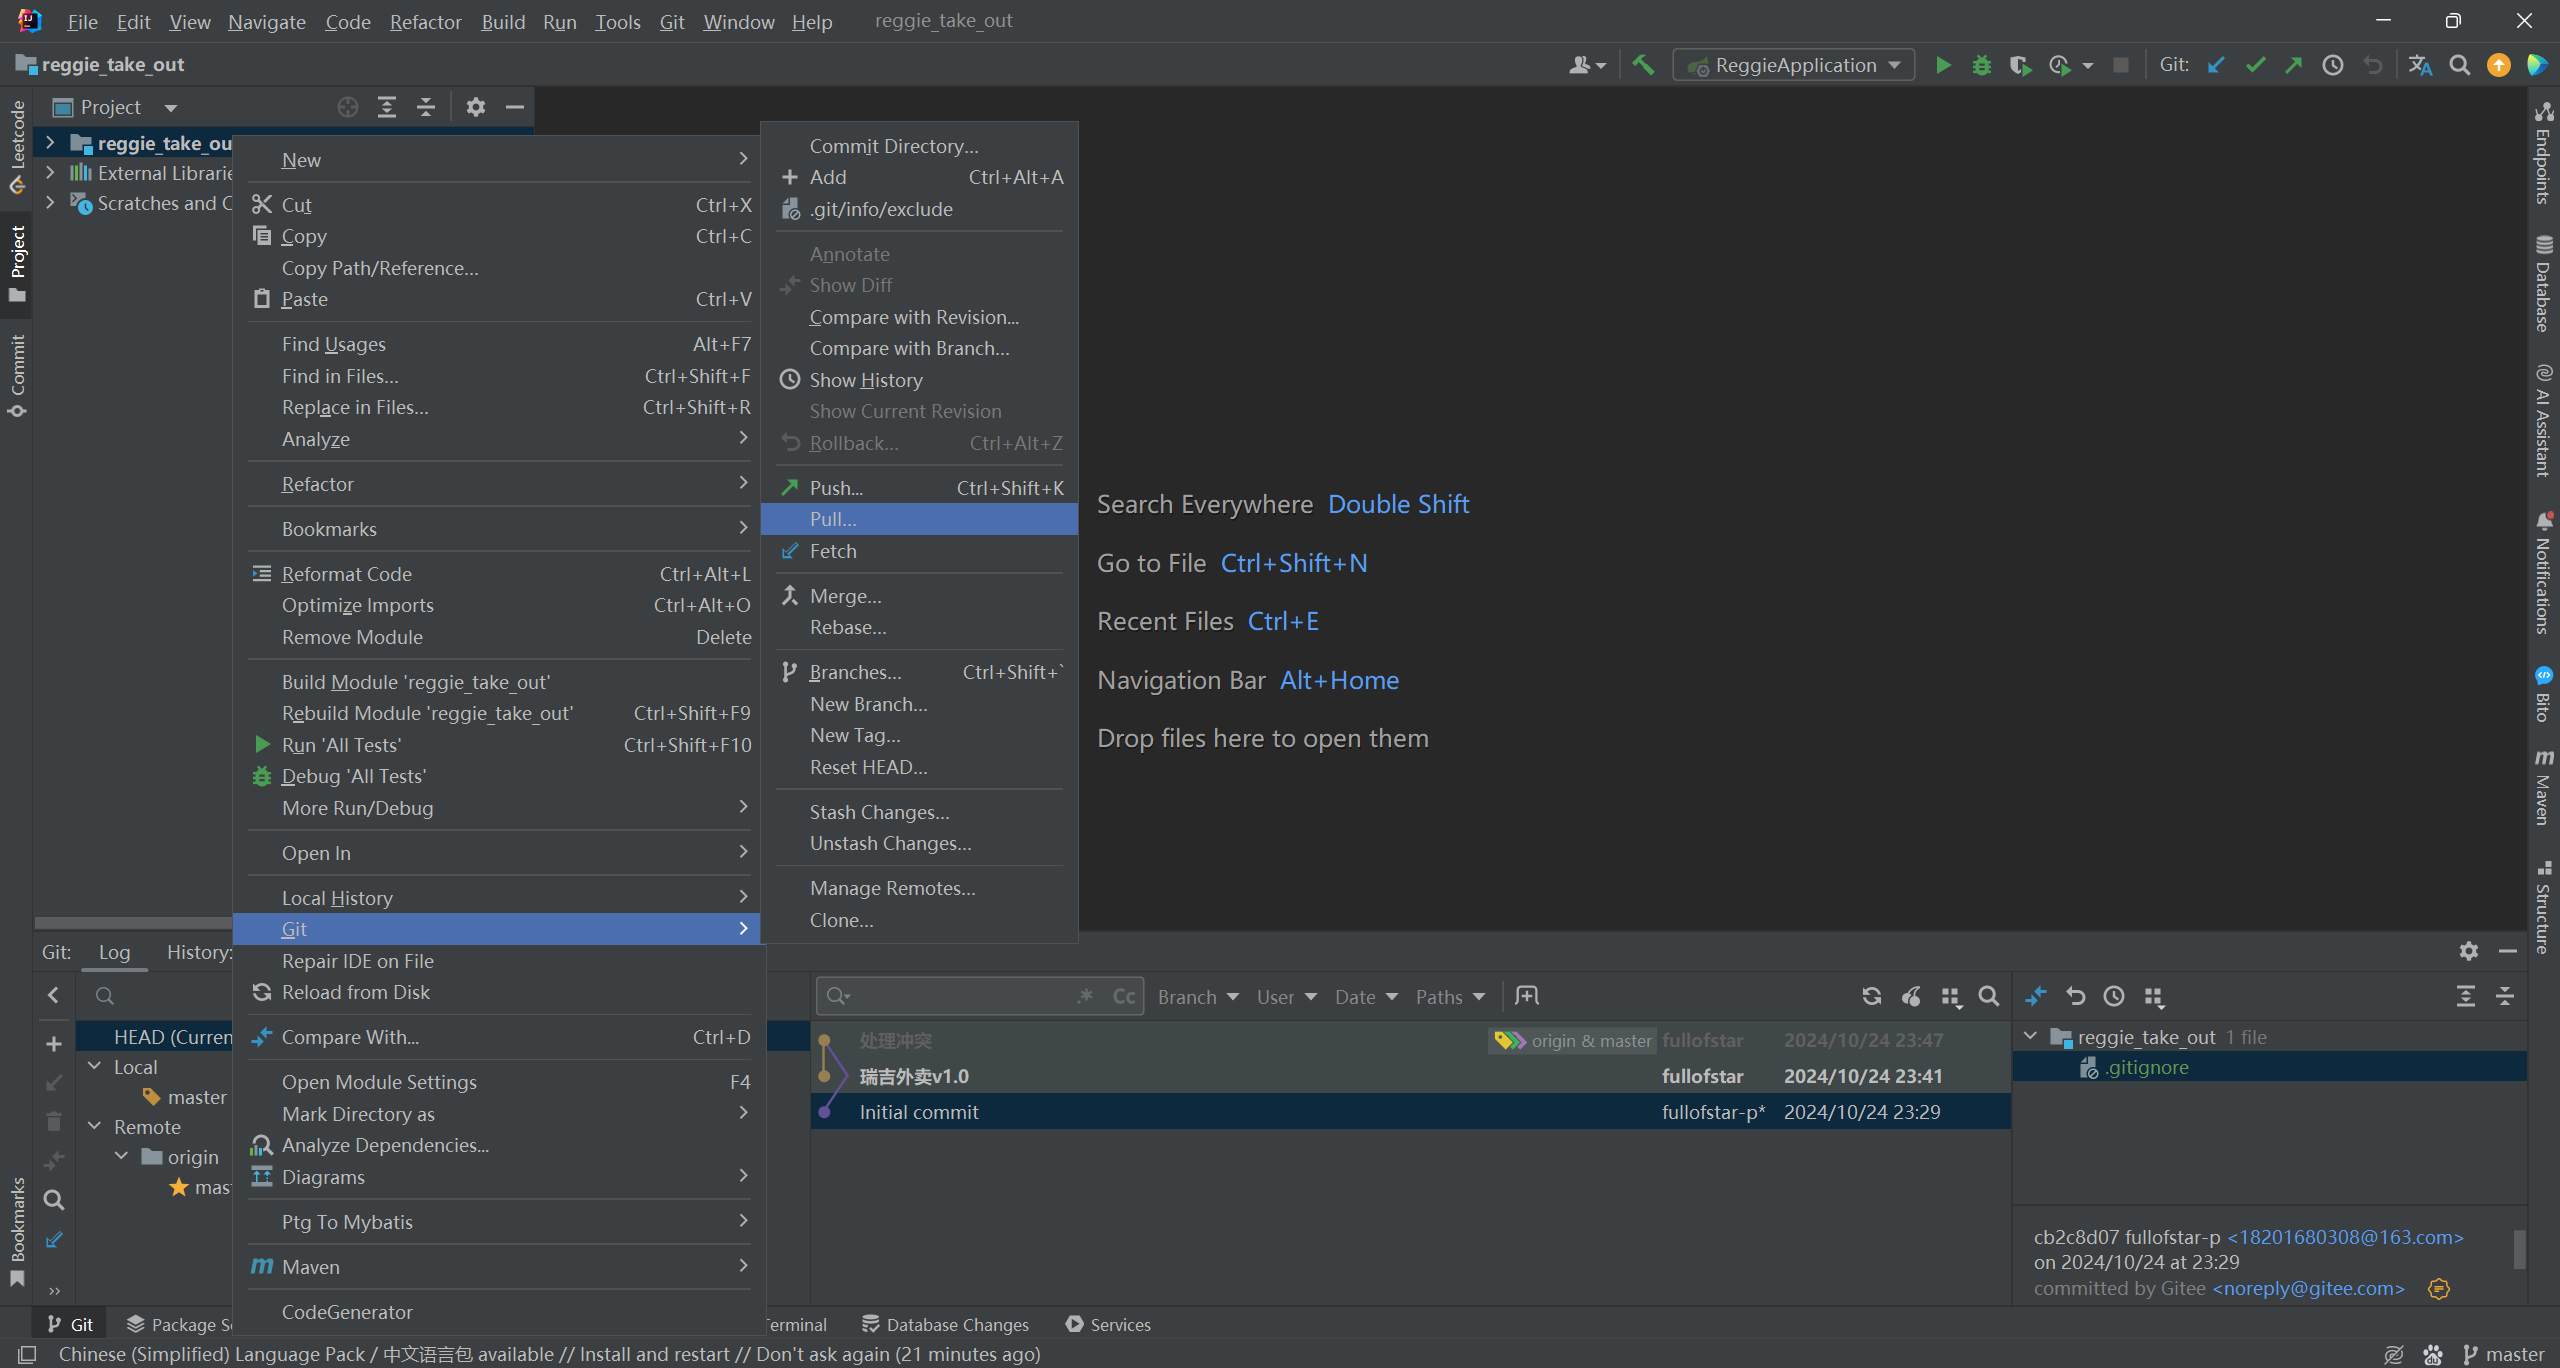 File Edit View Navigate Code Refactor Build Run Tools Git Window Help reggie_take_out
reggie_take_out
ReggieApplication
Git:
Leetcode
Project
Commit
Bookmarks
Project
reggie_take_ou
External Librarie
Scratches and C
New
Cut Ctrl+X
Copy Ctrl+C
Copy Path/Reference...
Paste Ctrl+V
Find Usages Alt+F7
Find in Files... Ctrl+Shift+F
Replace in Files... Ctrl+Shift+R
Analyze
Refactor
Bookmarks
Reformat Code Ctrl+Alt+L
Optimize Imports Ctrl+Alt+O
Remove Module Delete
Build Module 'reggie_take_out'
Rebuild Module 'reggie_take_out' Ctrl+Shift+F9
Run 'All Tests' Ctrl+Shift+F10
Debug 'All Tests'
More Run/Debug
Open In
Local History
Git
Repair IDE on File
Reload from Disk
Compare With... Ctrl+D
Open Module Settings F4
Mark Directory as
Analyze Dependencies...
Diagrams
Ptg To Mybatis
Maven
CodeGenerator
Commit Directory...
Add Ctrl+Alt+A
.git/info/exclude
Annotate
Show Diff
Compare with Revision...
Compare with Branch...
Show History
Show Current Revision
Rollback... Ctrl+Alt+Z
Push... Ctrl+Shift+K
Pull...
Fetch
Merge...
Rebase...
Branches... Ctrl+Shift+`
New Branch...
New Tag...
Reset HEAD...
Stash Changes...
Unstash Changes...
Manage Remotes...
Clone...
Search Everywhere Double Shift
Go to File Ctrl+Shift+N
Recent Files Ctrl+E
Navigation Bar Alt+Home
Drop files here to open them
Endpoints
Database
AI Assistant
Notifications
Bito
Maven
Structure
Git: Log History:
HEAD (Curren
Local
master
Remote
origin
mas
.* Cc Branch User Date Paths
处理冲突 origin & master fullofstar 2024/10/24 23:47
瑞吉外卖v1.0 fullofstar 2024/10/24 23:41
Initial commit fullofstar-p* 2024/10/24 23:29
reggie_take_out 1 file
.gitignore
cb2c8d07 fullofstar-p <18201680308@163.com>
on 2024/10/24 at 23:29
committed by Gitee <noreply@gitee.com>
Git Package S erminal Database Changes Services
Chinese (Simplified) Language Pack / 中文语言包 available // Install and restart // Don't ask again (21 minutes ago)
master